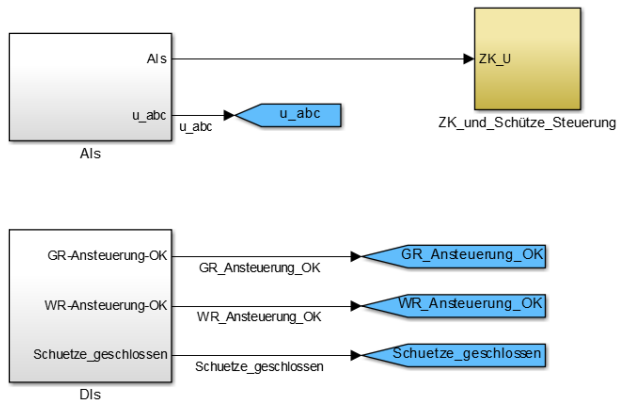 AIs
ZK_U
u_abc
u_abc
u_abc
ZK_und_Schütze_Steuerung
AIs
GR-Ansteuerung-OK
GR_Ansteuerung_OK
GR_Ansteuerung_OK
WR-Ansteuerung-OK
WR_Ansteuerung_OK
WR_Ansteuerung_OK
Schuetze_geschlossen
Schuetze_geschlossen
Schuetze_geschlossen
DIs